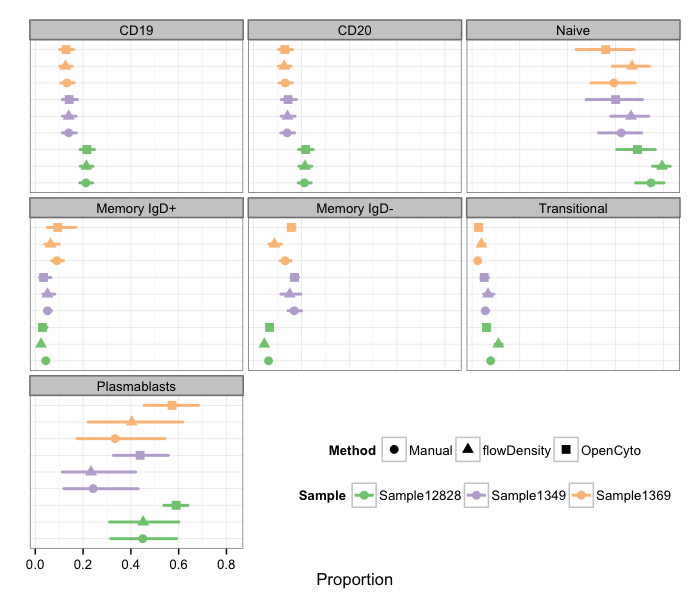 CD19 CD20 Naive
Memory IgD+ Memory IgD- Transitional
Plasmablasts
Method Manual flowDensity OpenCyto
Sample Sample12828 Sample1349 Sample1369
0.0 0.2 0.4 0.6 0.8
Proportion